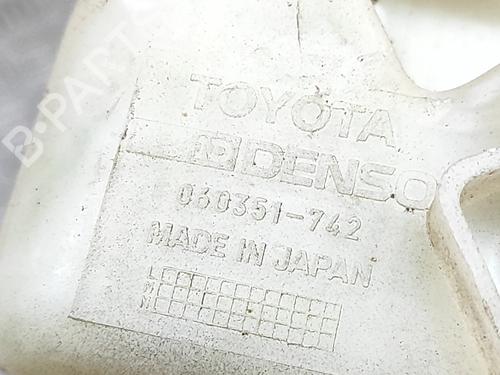 B-PARTS
TOYOTA
DENSO
060351-742
MADE IN JAPAN
L
M
N